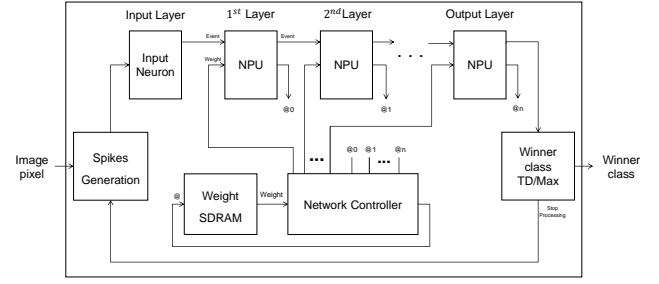 Input Layer
1st Layer
2nd Layer
Output Layer
Event
Event
Input
Neuron
Weight
NPU
NPU
. . .
NPU
@0
@1
@n
Image
pixel
Spikes
Generation
...
@0
@1
@n
...
Winner
class
TD/Max
Winner
class
@
Weight
SDRAM
Weight
Network Controller
Stop
Processing